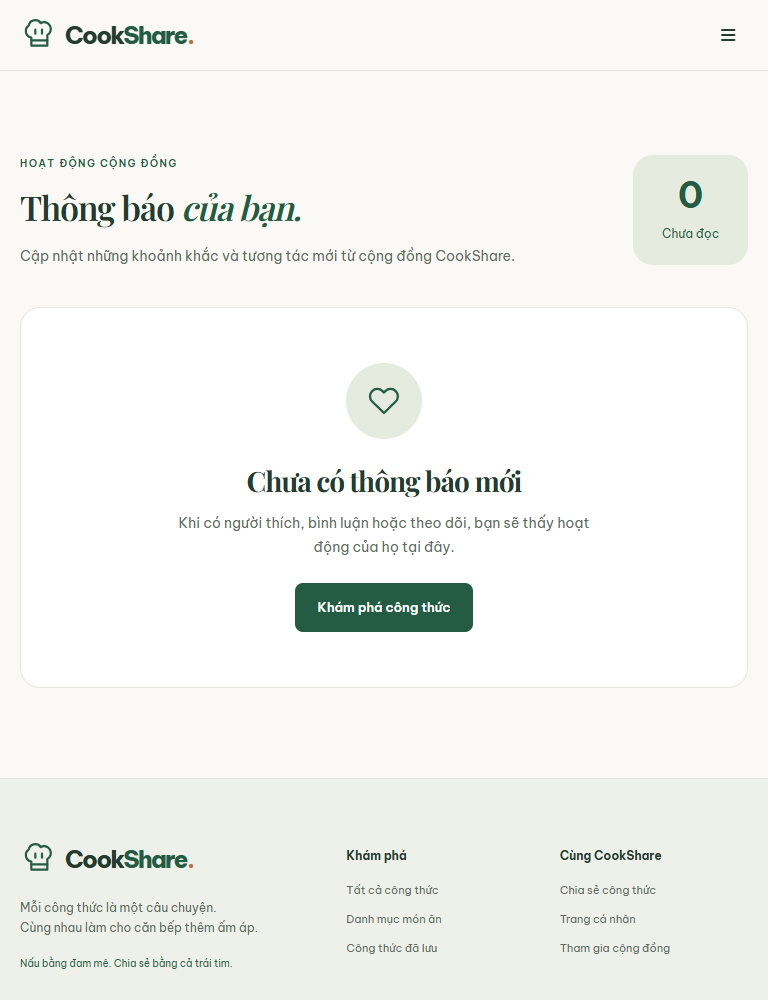 CookShare.
HOẠT ĐỘNG CỘNG ĐỒNG
Thông báo của bạn.
Cập nhật những khoảnh khắc và tương tác mới từ cộng đồng CookShare.
0
Chưa đọc
Chưa có thông báo mới
Khi có người thích, bình luận hoặc theo dõi, bạn sẽ thấy hoạt
động của họ tại đây.
Khám phá công thức
CookShare.
Mỗi công thức là một câu chuyện.
Cùng nhau làm cho căn bếp thêm ấm áp.
Nấu bằng đam mê. Chia sẻ bằng cả trái tim.
Khám phá
Tất cả công thức
Danh mục món ăn
Công thức đã lưu
Cùng CookShare
Chia sẻ công thức
Trang cá nhân
Tham gia cộng đồng